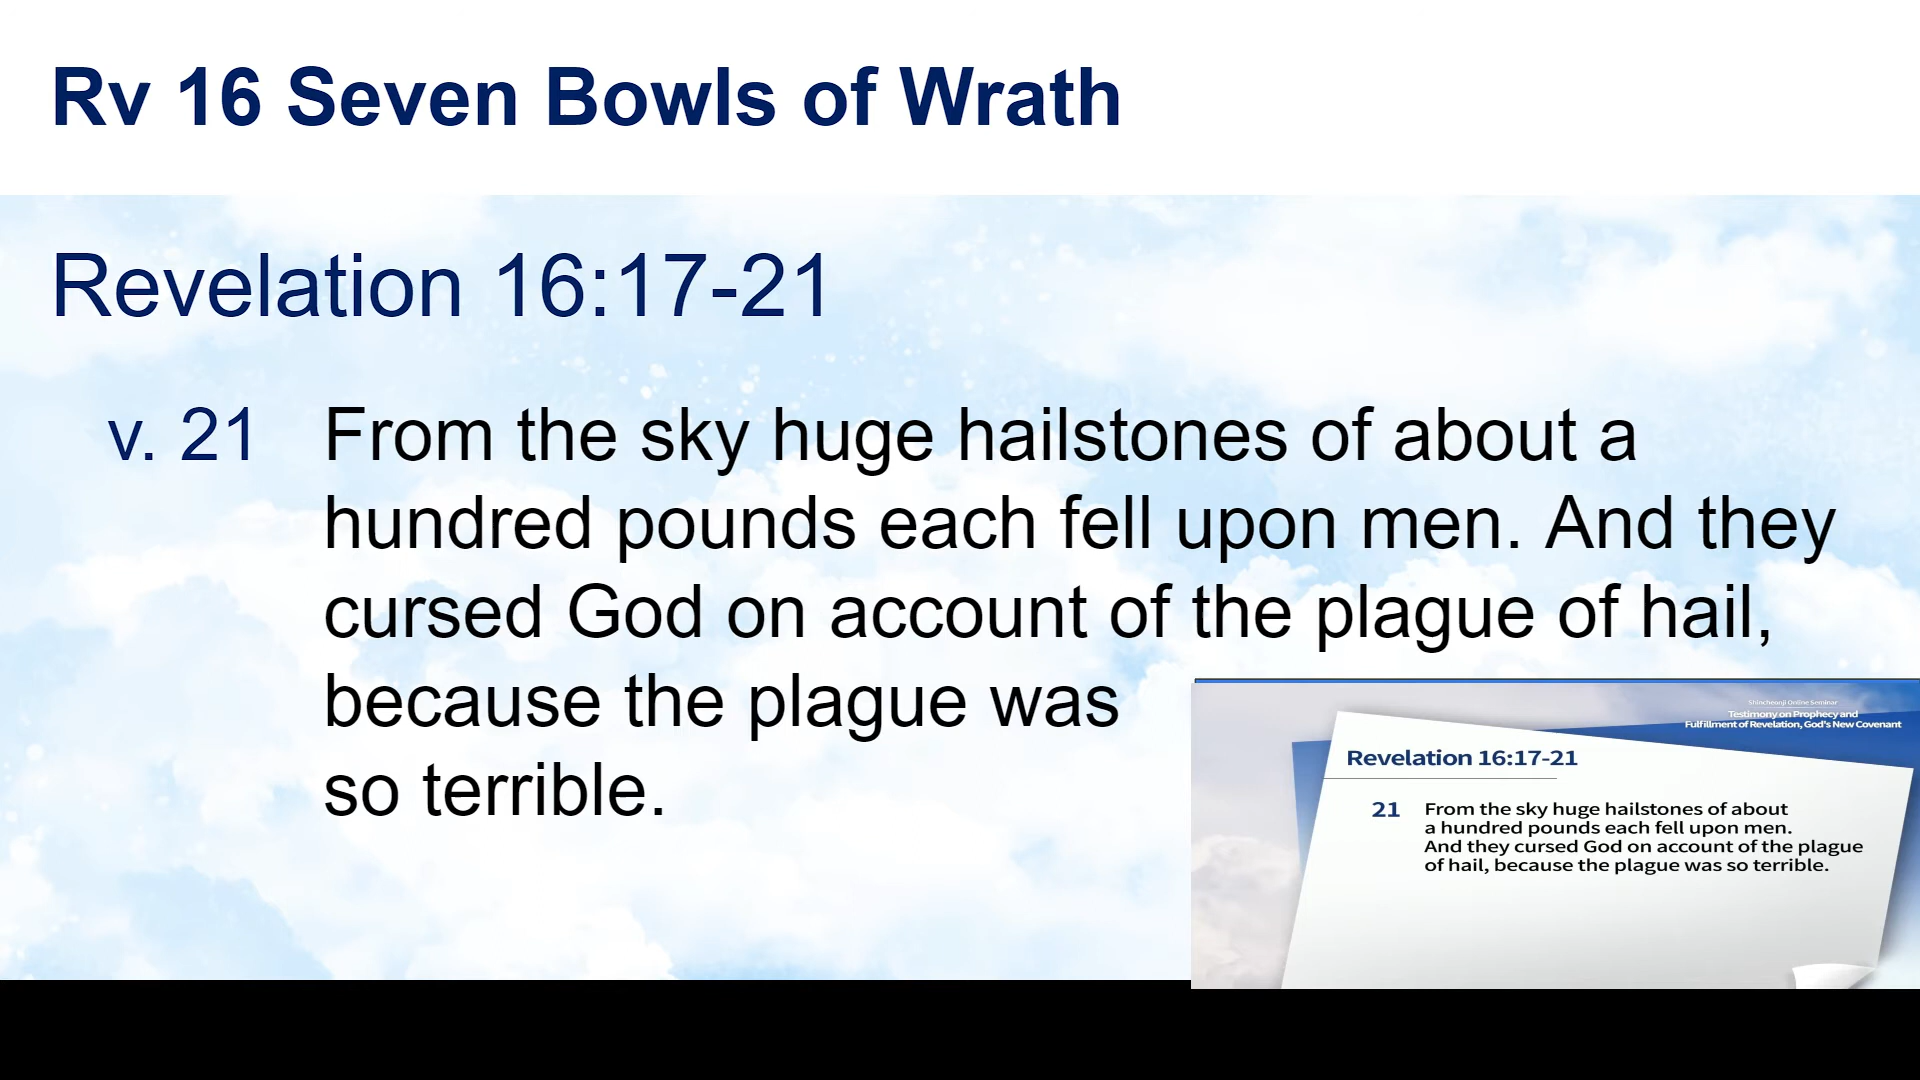 Rv 16 Seven Bowls of Wrath
Revelation 16:17-21
v. 21 From the sky huge hailstones of about a
hundred pounds each fell upon men. And they
cursed God on account of the plague of hail,
because the plague was
so terrible.
Shincheonji Online Seminar
Testimony on Prophecy and
Fulfillment of Revelation, God's New Covenant
Revelation 16:17-21
21 From the sky huge hailstones of about
a hundred pounds each fell upon men.
And they cursed God on account of the plague
of hail, because the plague was so terrible.